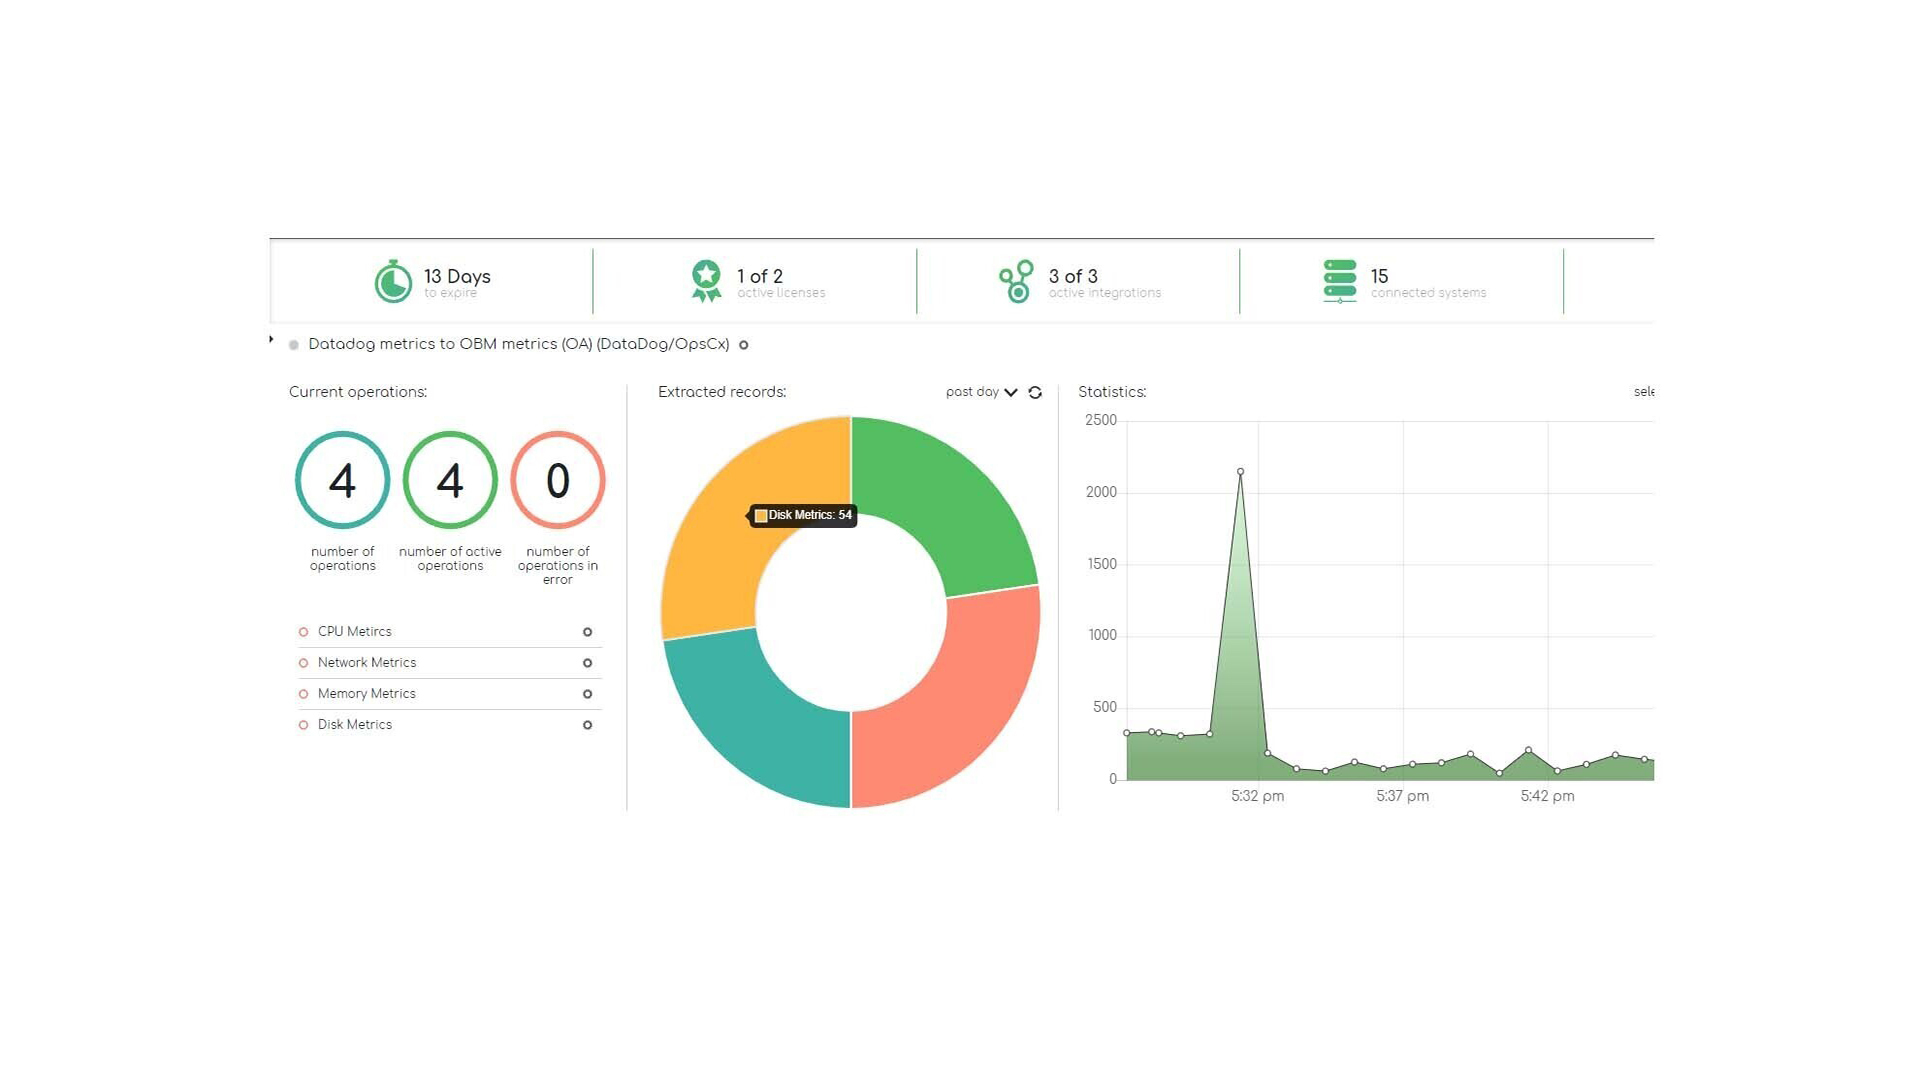 13 Days
to expire
1 of 2
active licenses
3 of 3
active integrations
15
connected systems
Datadog metrics to OBM metrics (OA) (DataDog/OpsCx)
Current operations:
4
4
0
number of
operations
number of active
operations
number of
operations in
error
CPU Metircs
Network Metrics
Memory Metrics
Disk Metrics
Extracted records:
past day
Disk Metrics: 54
Statistics:
2500
2000
1500
1000
500
0
5:32 pm
5:37 pm
5:42 pm